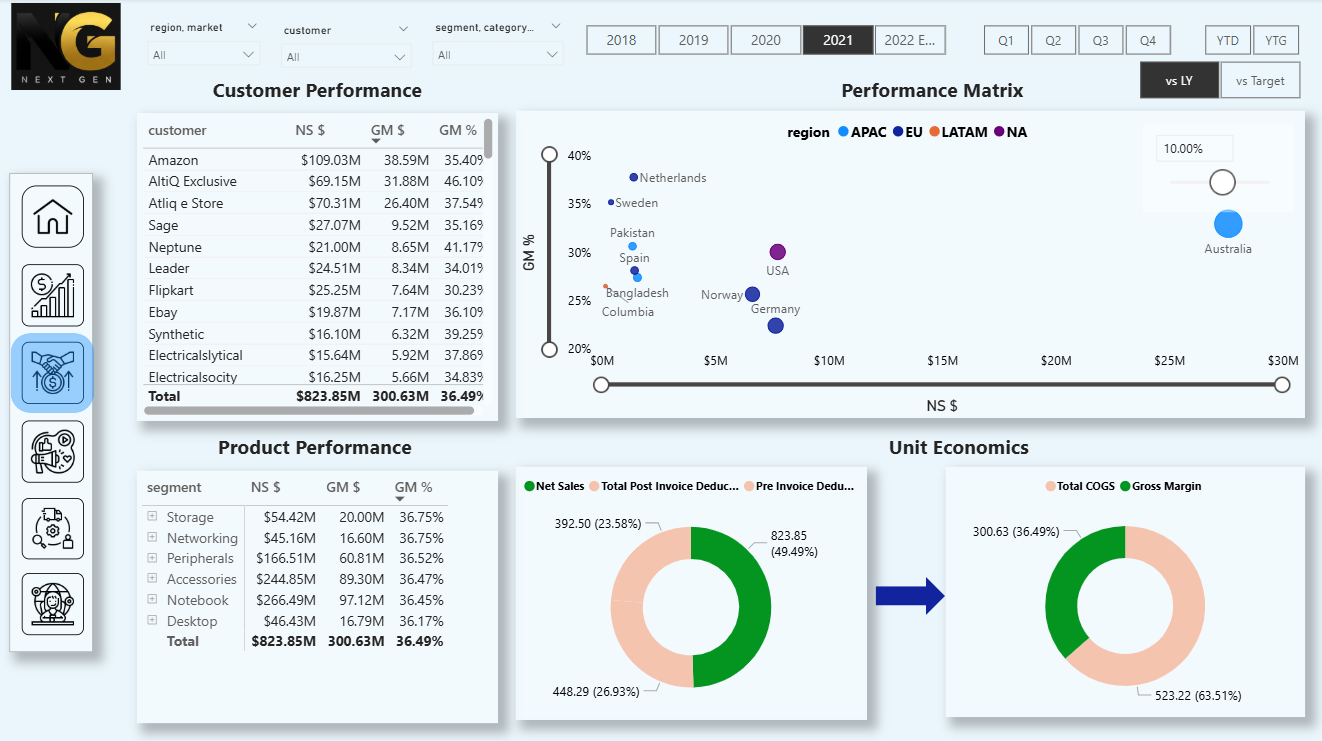 NG
NEXT GEN
region, market
All
customer
All
segment, category...
All
2018 2019 2020 2021 2022 E...
Q1 Q2 Q3 Q4
YTD YTG
vs LY vs Target
Customer Performance
customer NS $ GM $ GM %
Amazon $109.03M 38.59M 35.40%
AltiQ Exclusive $69.15M 31.88M 46.10%
Atliq e Store $70.31M 26.40M 37.54%
Sage $27.07M 9.52M 35.16%
Neptune $21.00M 8.65M 41.17%
Leader $24.51M 8.34M 34.01%
Flipkart $25.25M 7.64M 30.23%
Ebay $19.87M 7.17M 36.10%
Synthetic $16.10M 6.32M 39.25%
Electricalslytical $15.64M 5.92M 37.86%
Electricalsocity $16.25M 5.66M 34.83%
Total $823.85M 300.63M 36.49%
Performance Matrix
region APAC EU LATAM NA
10.00%
GM %
40%
35%
30%
25%
20%
Netherlands
Sweden
Pakistan
Spain
Bangladesh
Columbia
USA
Norway
Germany
Australia
$0M $5M $10M $15M $20M $25M $30M
NS $
Product Performance
segment NS $ GM $ GM %
Storage $54.42M 20.00M 36.75%
Networking $45.16M 16.60M 36.75%
Peripherals $166.51M 60.81M 36.52%
Accessories $244.85M 89.30M 36.47%
Notebook $266.49M 97.12M 36.45%
Desktop $46.43M 16.79M 36.17%
Total $823.85M 300.63M 36.49%
Unit Economics
Net Sales Total Post Invoice Deduc... Pre Invoice Dedu...
392.50 (23.58%)
823.85
(49.49%)
448.29 (26.93%)
Total COGS Gross Margin
300.63 (36.49%)
523.22 (63.51%)